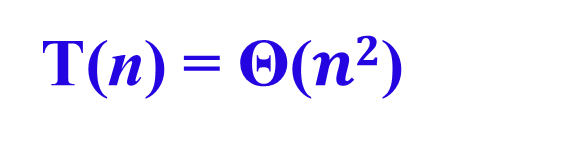 T(n) = Θ(n²)